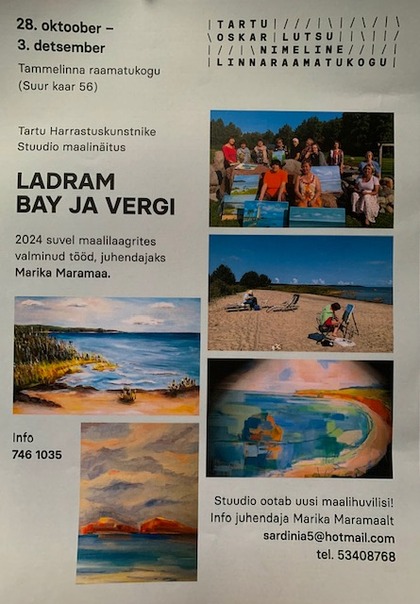 28. oktoober –
3. detsember
Tammelinna raamatukogu
(Suur kaar 56)
TARTU
OSKAR LUTSU
NIMELINE
LINNARAAMATUKOGU
Tartu Harrastuskunstnike
Stuudio maalinäitus
LADRAM
BAY JA VERGI
2024 suvel maalilaagrites
valminud tööd, juhendajaks
Marika Maramaa.
Info
746 1035
Stuudio ootab uusi maalihuvilisi!
Info juhendaja Marika Maramaalt
sardinia5@hotmail.com
tel. 53408768